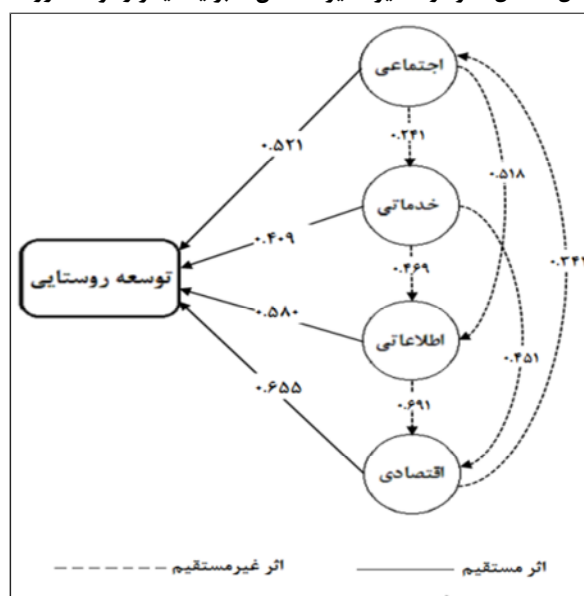 اجتماعی
۰.۵۲۱
۰.۲۴۱
۰.۵۱۸
خدماتی
۰.۴۰۹
۰.۳۴۲
توسعه روستایی
۰.۴۶۹
۰.۵۸۰
اطلاعاتی
۰.۴۵۱
۰.۶۵۵
۰.۶۹۱
اقتصادی
اثر مستقیم
اثر غیرمستقیم